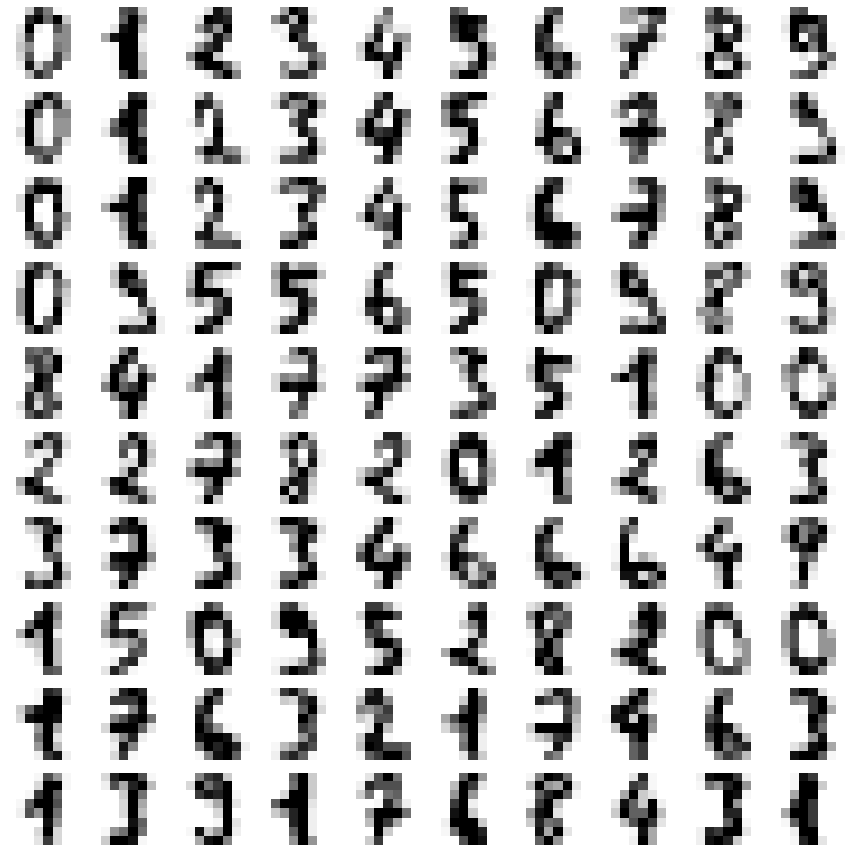 0 1 2 3 4 5 6 7 8 9
0 1 2 3 4 5 6 7 8 9
0 1 2 3 4 5 6 7 8 9
0 9 5 5 6 5 0 9 8 9
8 4 1 7 7 3 5 1 0 0
2 2 7 8 2 0 1 2 6 3
3 7 3 3 4 6 6 6 4 9
1 5 0 9 5 2 8 2 0 0
1 7 6 3 2 1 7 4 6 3
1 3 9 1 7 6 8 4 3 1